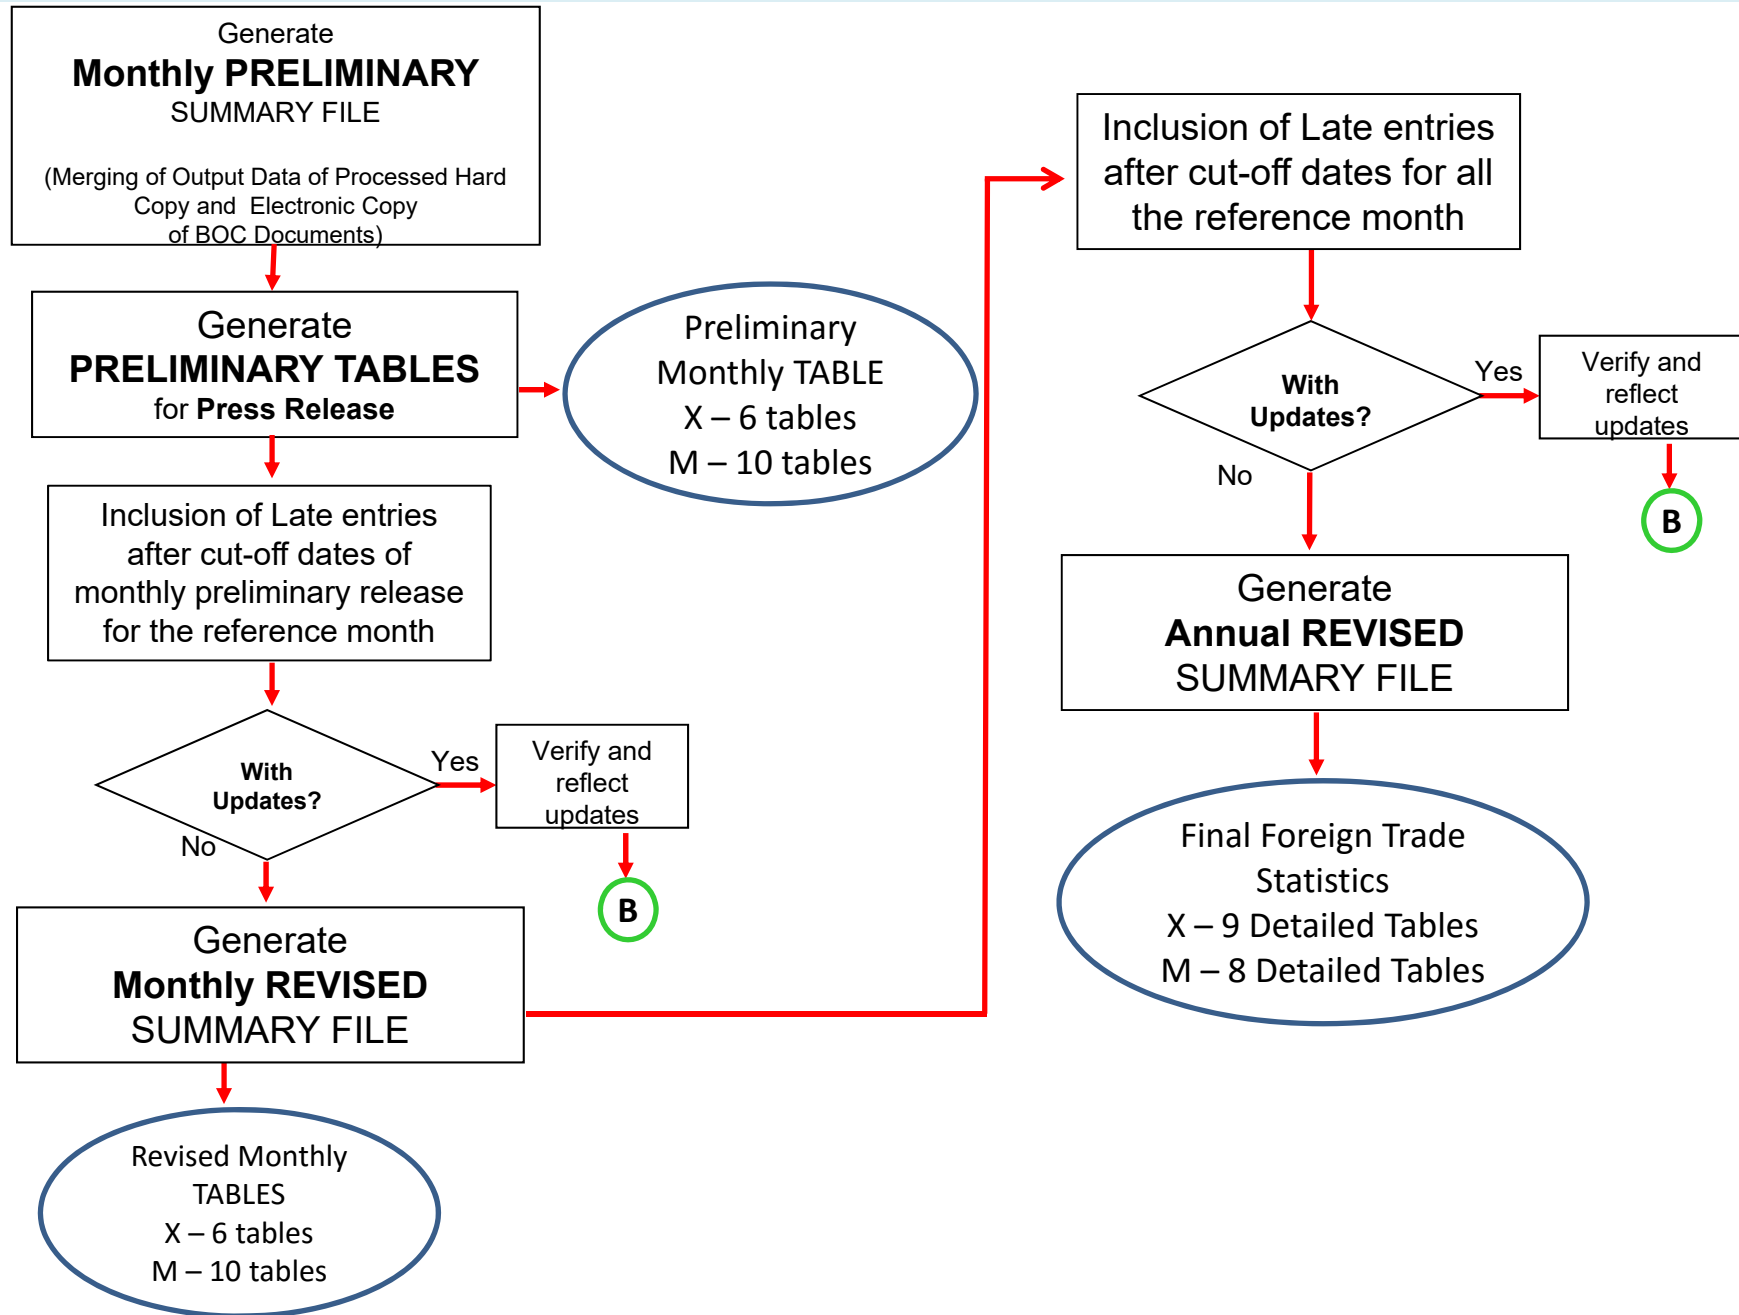 Generate
Monthly PRELIMINARY
SUMMARY FILE
(Merging of Output Data of Processed Hard
Copy and Electronic Copy
of BOC Documents)
Generate
PRELIMINARY TABLES
for Press Release
Preliminary
Monthly TABLE
X – 6 tables
M – 10 tables
Inclusion of Late entries
after cut-off dates of
monthly preliminary release
for the reference month
With
Updates?
Yes
No
Verify and
reflect
updates
B
Generate
Monthly REVISED
SUMMARY FILE
Revised Monthly
TABLES
X – 6 tables
M – 10 tables
Inclusion of Late entries
after cut-off dates for all
the reference month
With
Updates?
Yes
No
Verify and
reflect
updates
B
Generate
Annual REVISED
SUMMARY FILE
Final Foreign Trade
Statistics
X – 9 Detailed Tables
M – 8 Detailed Tables